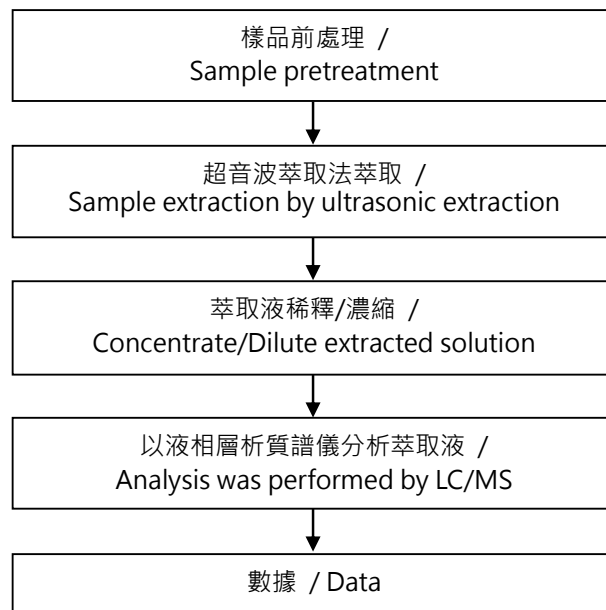 樣品前處理 /
Sample pretreatment
超音波萃取法萃取 /
Sample extraction by ultrasonic extraction
萃取液稀釋/濃縮 /
Concentrate/Dilute extracted solution
以液相層析質譜儀分析萃取液 /
Analysis was performed by LC/MS
數據 / Data